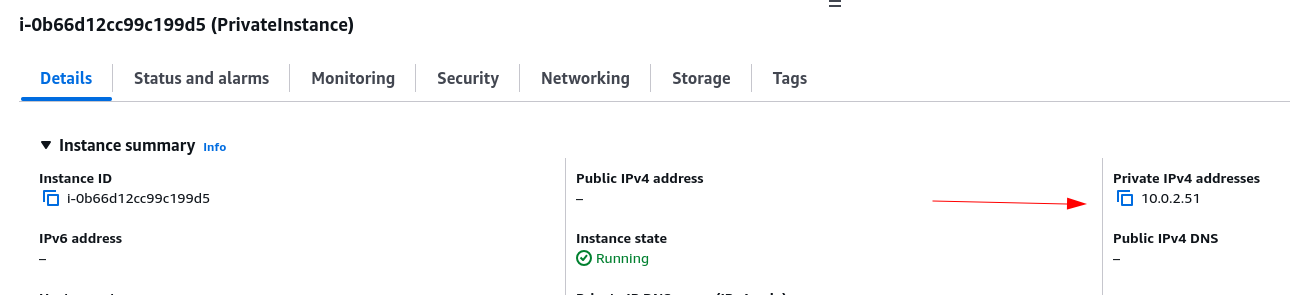 i-0b66d12cc99c199d5 (PrivateInstance)
Details Status and alarms Monitoring Security Networking Storage Tags
Instance summary Info
Instance ID Public IPv4 address Private IPv4 addresses
i-0b66d12cc99c199d5 – 10.0.2.51
IPv6 address Instance state Public IPv4 DNS
– Running –